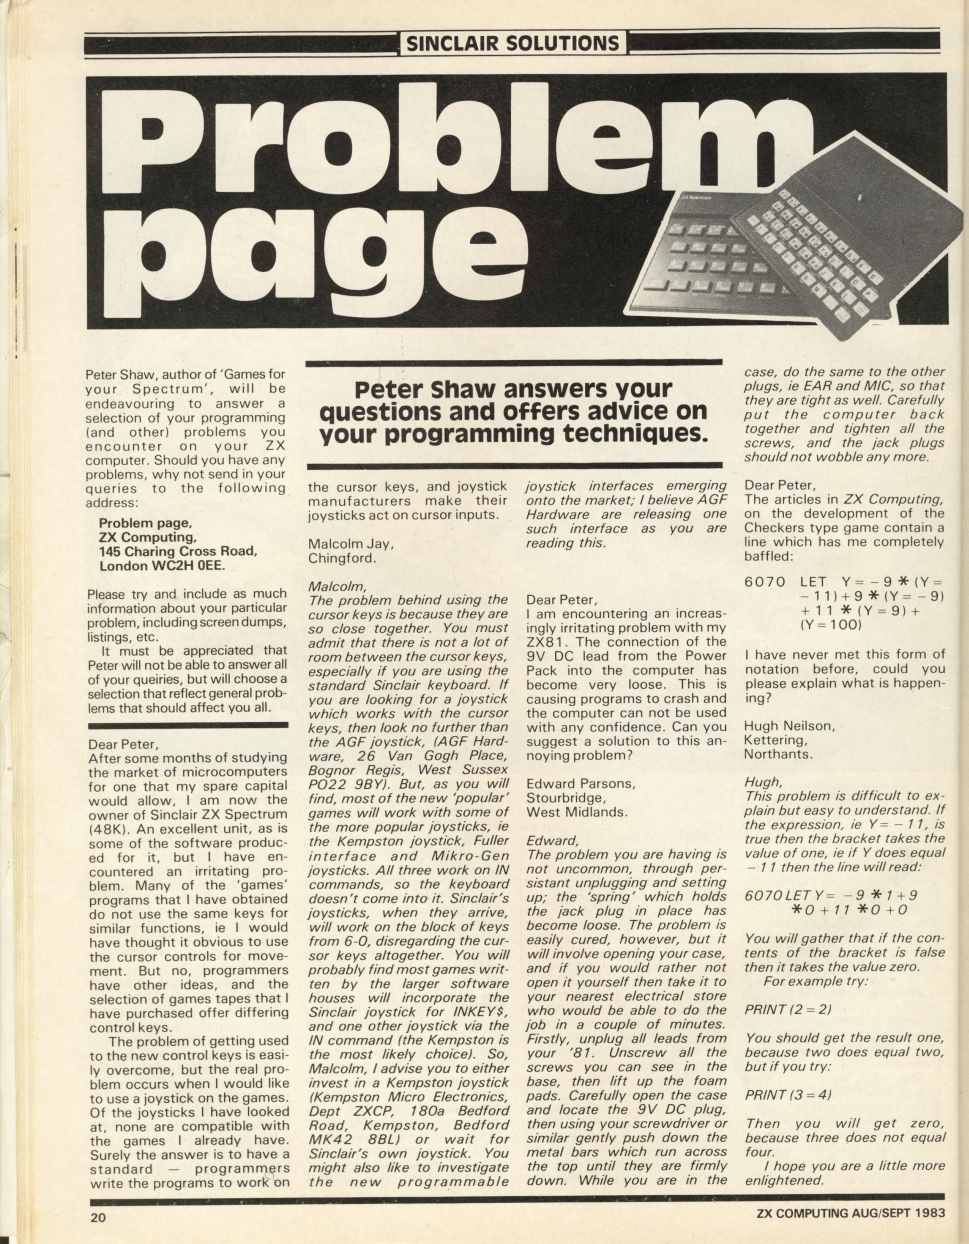 SINCLAIR SOLUTIONS
Problem
page
Peter Shaw, author of 'Games for
your Spectrum', will be
endeavouring to answer a
selection of your programming
(and other) problems you
encounter on your ZX
computer. Should you have any
problems, why not send in your
queries to the following
address:
Problem page,
ZX Computing,
145 Charing Cross Road,
London WC2H 0EE.
Please try and include as much
information about your particular
problem, including screen dumps,
listings, etc.
It must be appreciated that
Peter will not be able to answer all
of your queiries, but will choose a
selection that reflect general prob-
lems that should affect you all.
Dear Peter,
After some months of studying
the market of microcomputers
for one that my spare capital
would allow, I am now the
owner of Sinclair ZX Spectrum
(48K). An excellent unit, as is
some of the software produc-
ed for it, but I have en-
countered an irritating pro-
blem. Many of the 'games'
programs that I have obtained
do not use the same keys for
similar functions, ie I would
have thought it obvious to use
the cursor controls for move-
ment. But no, programmers
have other ideas, and the
selection of games tapes that I
have purchased offer differing
control keys.
The problem of getting used
to the new control keys is easi-
ly overcome, but the real pro-
blem occurs when I would like
to use a joystick on the games.
Of the joysticks I have looked
at, none are compatible with
the games I already have.
Surely the answer is to have a
standard — programmers
write the programs to work on
Peter Shaw answers your
questions and offers advice on
your programming techniques.
the cursor keys, and joystick
manufacturers make their
joysticks act on cursor inputs.
Malcolm Jay,
Chingford.
Malcolm,
The problem behind using the
cursor keys is because they are
so close together. You must
admit that there is not a lot of
room between the cursor keys,
especially if you are using the
standard Sinclair keyboard. If
you are looking for a joystick
which works with the cursor
keys, then look no further than
the AGF joystick, (AGF Hard-
ware, 26 Van Gogh Place,
Bognor Regis, West Sussex
PO22 9BY). But, as you will
find, most of the new 'popular'
games will work with some of
the more popular joysticks, ie
the Kempston joystick, Fuller
interface and Mikro-Gen
joysticks. All three work on IN
commands, so the keyboard
doesn't come into it. Sinclair's
joysticks, when they arrive,
will work on the block of keys
from 6-0, disregarding the cur-
sor keys altogether. You will
probably find most games writ-
ten by the larger software
houses will incorporate the
Sinclair joystick for INKEY$,
and one other joystick via the
IN command (the Kempston is
the most likely choice). So,
Malcolm, I advise you to either
invest in a Kempston joystick
(Kempston Micro Electronics,
Dept ZXCP, 180a Bedford
Road, Kempston, Bedford
MK42 8BL) or wait for
Sinclair's own joystick. You
might also like to investigate
the new programmable
joystick interfaces emerging
onto the market; I believe AGF
Hardware are releasing one
such interface as you are
reading this.
Dear Peter,
I am encountering an increas-
ingly irritating problem with my
ZX81. The connection of the
9V DC lead from the Power
Pack into the computer has
become very loose. This is
causing programs to crash and
the computer can not be used
with any confidence. Can you
suggest a solution to this an-
noying problem?
Edward Parsons,
Stourbridge,
West Midlands.
Edward,
The problem you are having is
not uncommon, through per-
sistant unplugging and setting
up; the 'spring' which holds
the jack plug in place has
become loose. The problem is
easily cured, however, but it
will involve opening your case,
and if you would rather not
open it yourself then take it to
your nearest electrical store
who would be able to do the
job in a couple of minutes.
Firstly, unplug all leads from
your '81. Unscrew all the
screws you can see in the
base, then lift up the foam
pads. Carefully open the case
and locate the 9V DC plug,
then using your screwdriver or
similar gently push down the
metal bars which run across
the top until they are firmly
down. While you are in the
case, do the same to the other
plugs, ie EAR and MIC, so that
they are tight as well. Carefully
put the computer back
together and tighten all the
screws, and the jack plugs
should not wobble any more.
Dear Peter,
The articles in ZX Computing,
on the development of the
Checkers type game contain a
line which has me completely
baffled:
6070 LET Y = – 9 * (Y =
– 11) + 9 * (Y = – 9)
+ 11 * (Y = 9) +
(Y = 100)
I have never met this form of
notation before, could you
please explain what is happen-
ing?
Hugh Neilson,
Kettering,
Northants.
Hugh,
This problem is difficult to ex-
plain but easy to understand. If
the expression, ie Y = – 11, is
true then the bracket takes the
value of one, ie if Y does equal
– 11 then the line will read:
6070 LET Y = – 9 * 1 + 9
* 0 + 11 * 0 + 0
You will gather that if the con-
tents of the bracket is false
then it takes the value zero.
For example try:
PRINT (2 = 2)
You should get the result one,
because two does equal two,
but if you try:
PRINT (3 = 4)
Then you will get zero,
because three does not equal
four.
I hope you are a little more
enlightened.
20
ZX COMPUTING AUG/SEPT 1983